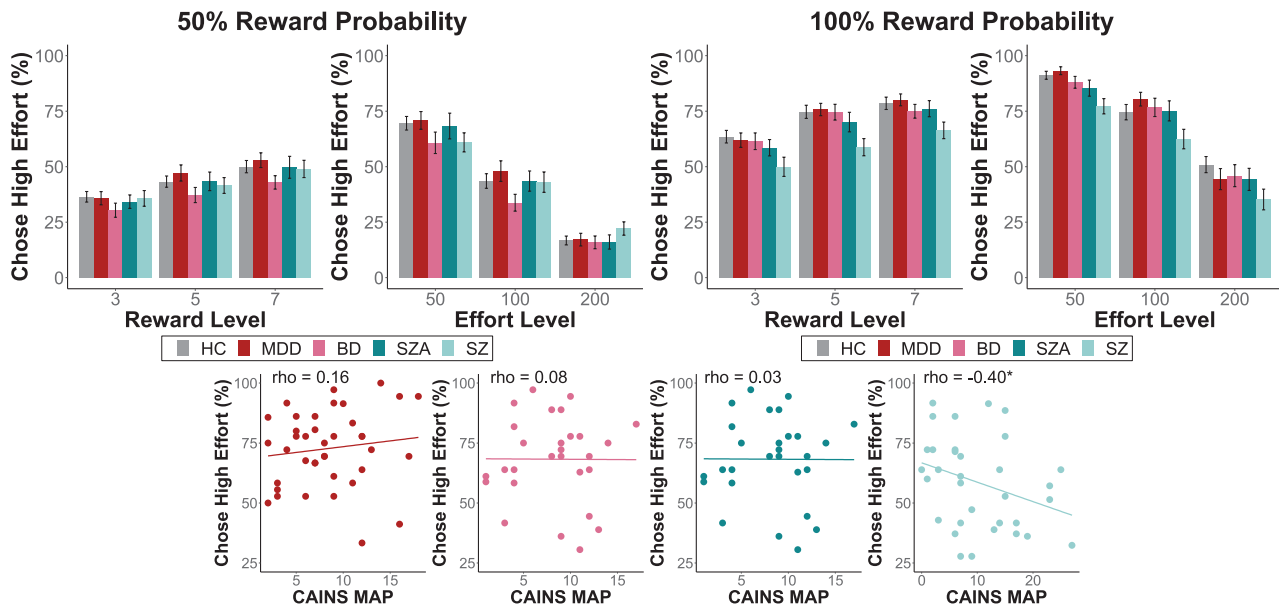 50% Reward Probability
100% Reward Probability
Chose High Effort (%)
100
75
50
25
0
3 5 7
Reward Level
Chose High Effort (%)
100
75
50
25
0
50 100 200
Effort Level
HC MDD BD SZA SZ
Chose High Effort (%)
100
75
50
25
0
3 5 7
Reward Level
Chose High Effort (%)
100
75
50
25
0
50 100 200
Effort Level
HC MDD BD SZA SZ
rho = 0.16
Chose High Effort (%)
100
75
50
25
5 10 15
CAINS MAP
rho = 0.08
Chose High Effort (%)
100
75
50
25
5 10 15
CAINS MAP
rho = 0.03
Chose High Effort (%)
100
75
50
25
5 10 15
CAINS MAP
rho = -0.40*
Chose High Effort (%)
100
75
50
25
0 10 20
CAINS MAP